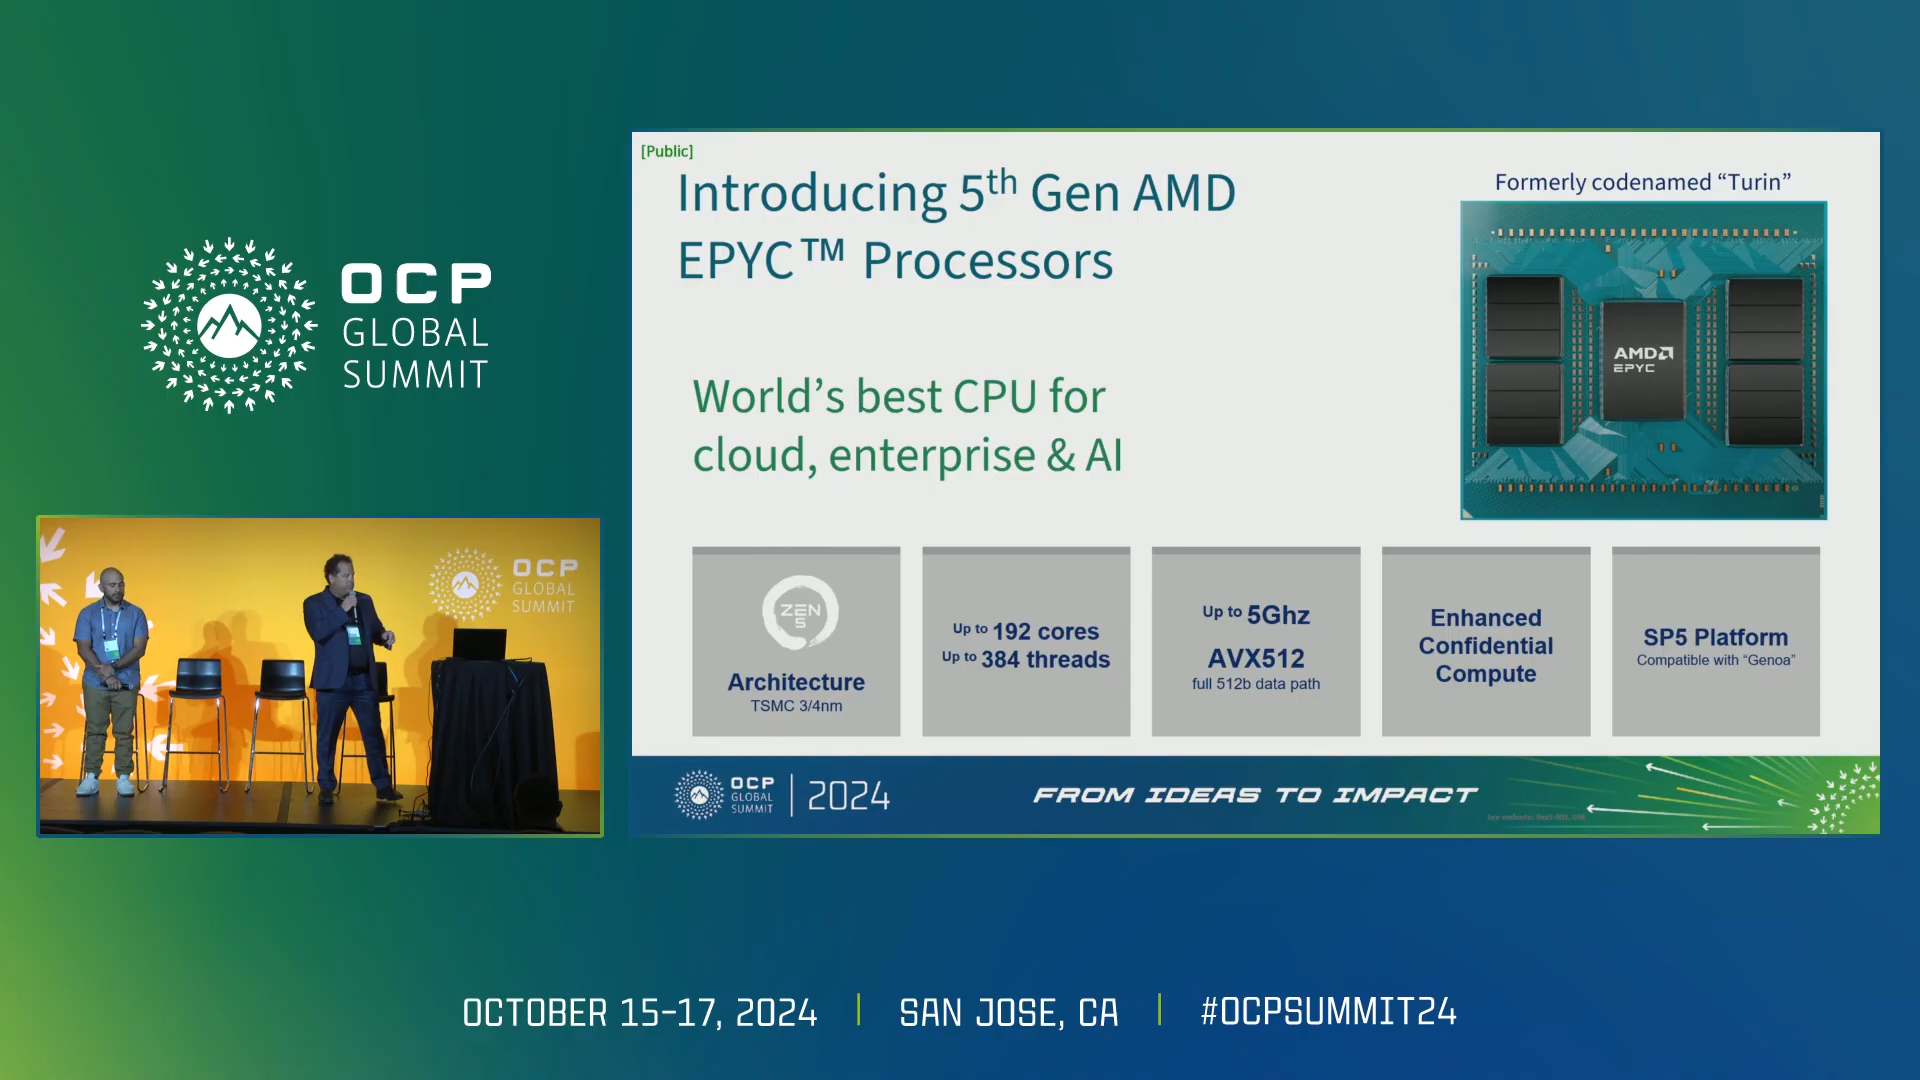 OCP
GLOBAL
SUMMIT
OCP
GLOBAL
SUMMIT
[Public]
Introducing 5th Gen AMD
EPYC™ Processors
Formerly codenamed “Turin”
AMD
EPYC
World’s best CPU for
cloud, enterprise & AI
ZEN
5
Architecture
TSMC 3/4nm
Up to 192 cores
Up to 384 threads
Up to 5Ghz
AVX512
full 512b data path
Enhanced
Confidential
Compute
SP5 Platform
Compatible with “Genoa”
OCP
GLOBAL
SUMMIT
2024
FROM IDEAS TO IMPACT
OCTOBER 15-17, 2024
SAN JOSE, CA
#OCPSUMMIT24